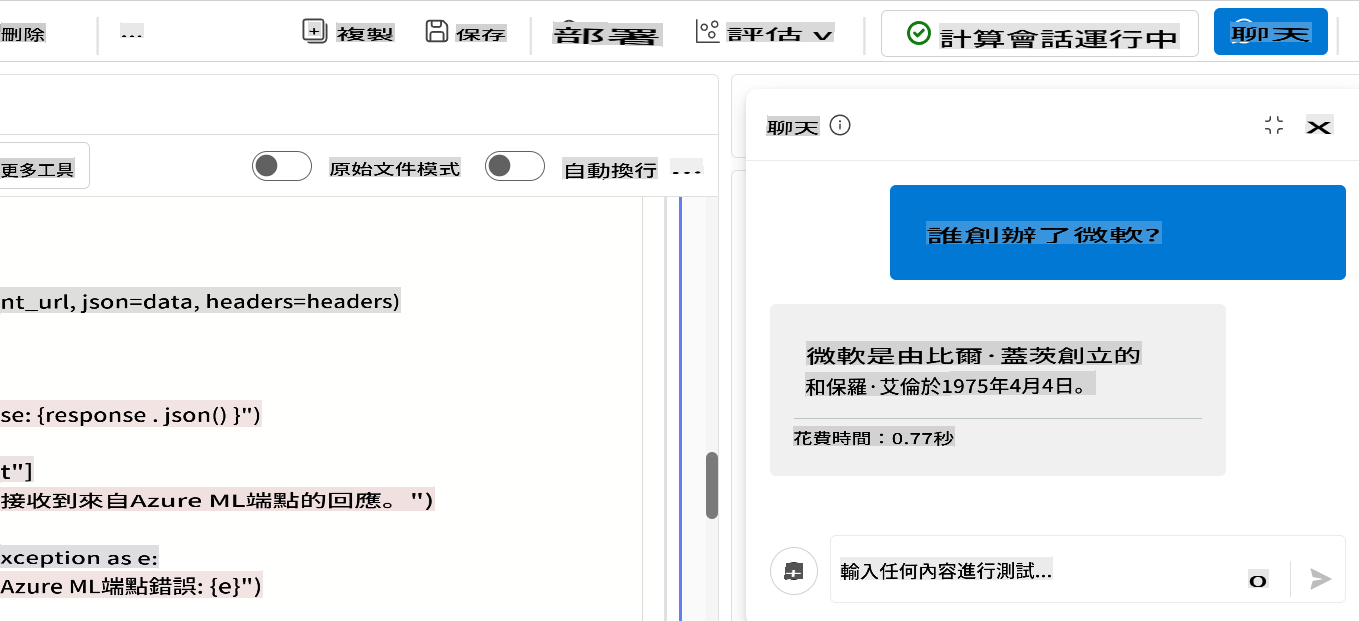 刪除
...
複製
保存
部署
評估
計算會話運行中
聊天
更多工具
原始文件模式
自動換行
...
nt_url, json=data, headers=headers)
se: {response . json() }")
t"]
接收到來自Azure ML端點的回應。")
xception as e:
Azure ML端點錯誤: {e}")
聊天
誰創辦了微軟?
微軟是由比爾·蓋茨創立的
和保羅·艾倫於1975年4月4日。
花費時間：0.77秒
輸入任何內容進行測試...
o